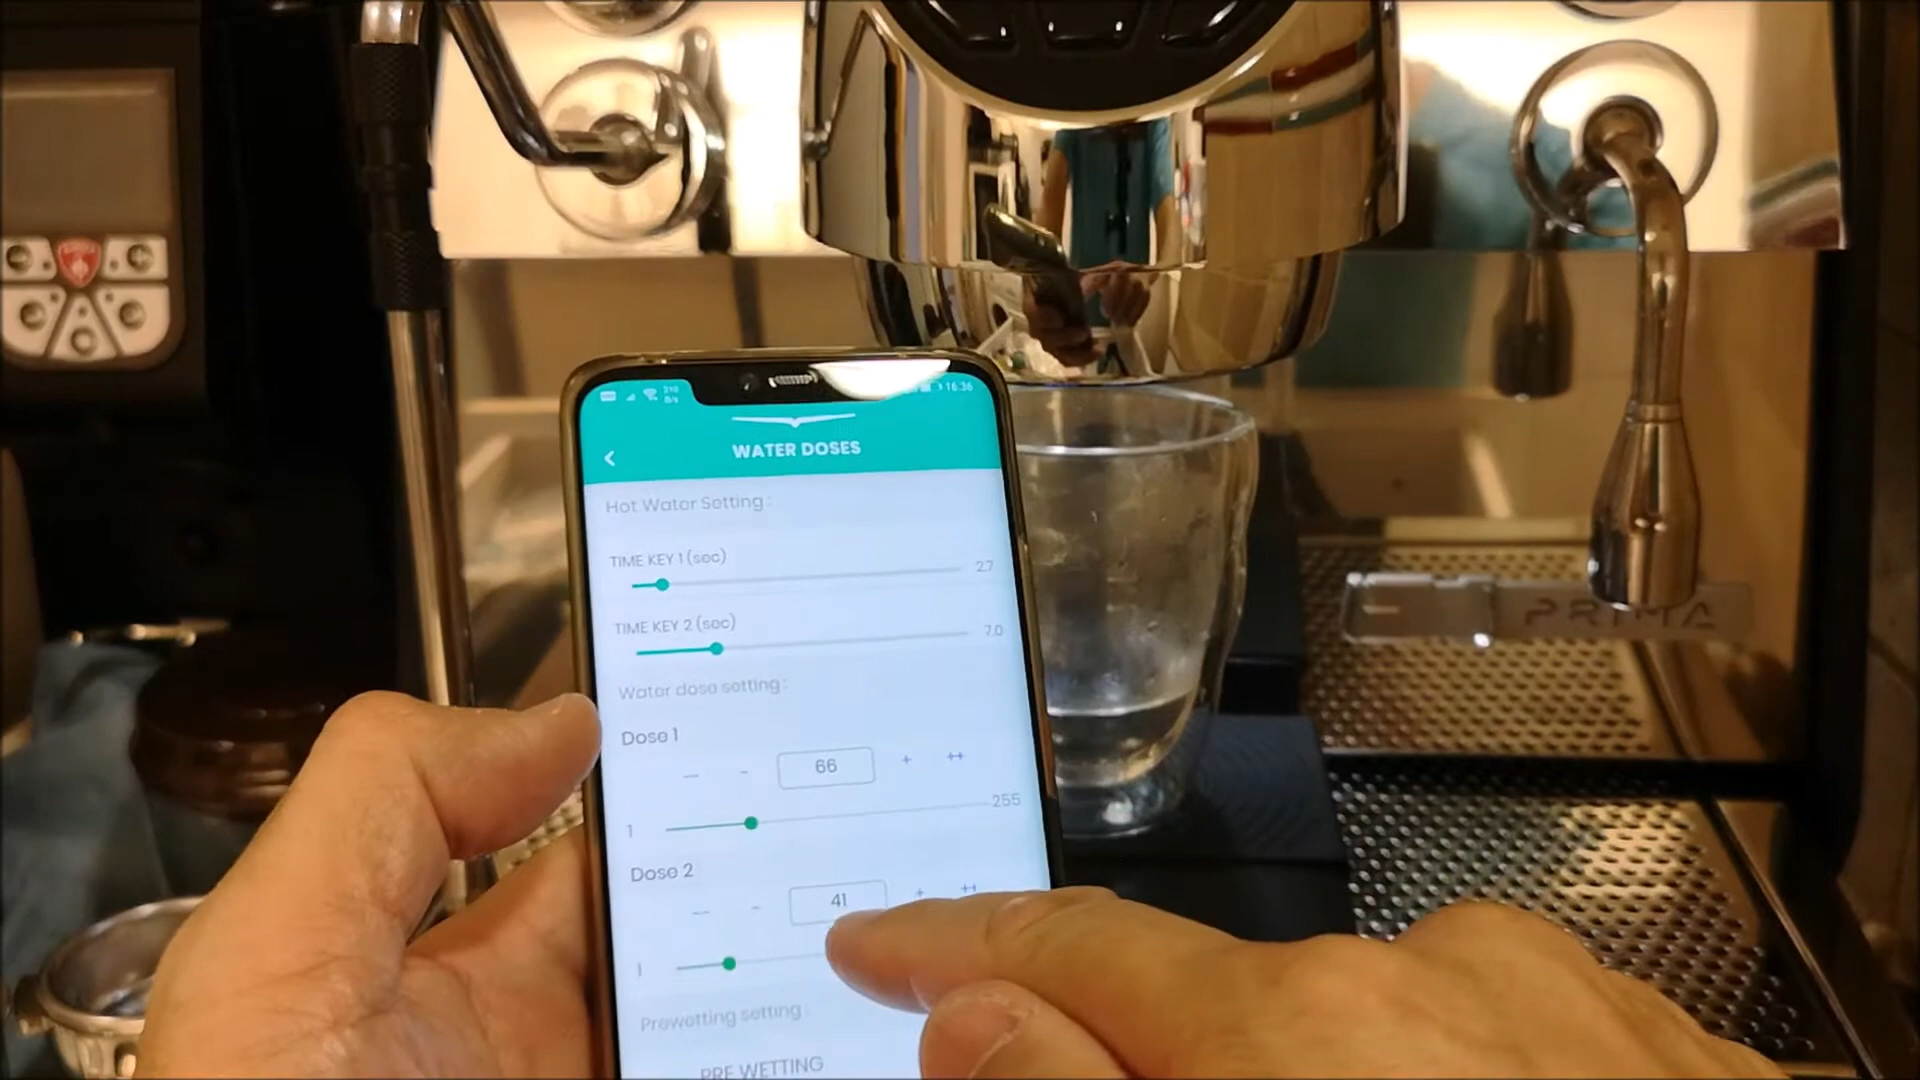 210
B/s
16:36
WATER DOSES
Hot Water Setting :
TIME KEY 1 (sec)
2.7
TIME KEY 2 (sec)
7.0
Water dose setting :
Dose 1
-- - 66 + ++
1 255
Dose 2
-- - 41 + ++
1
Prewetting setting :
PRE WETTING
PRIMA